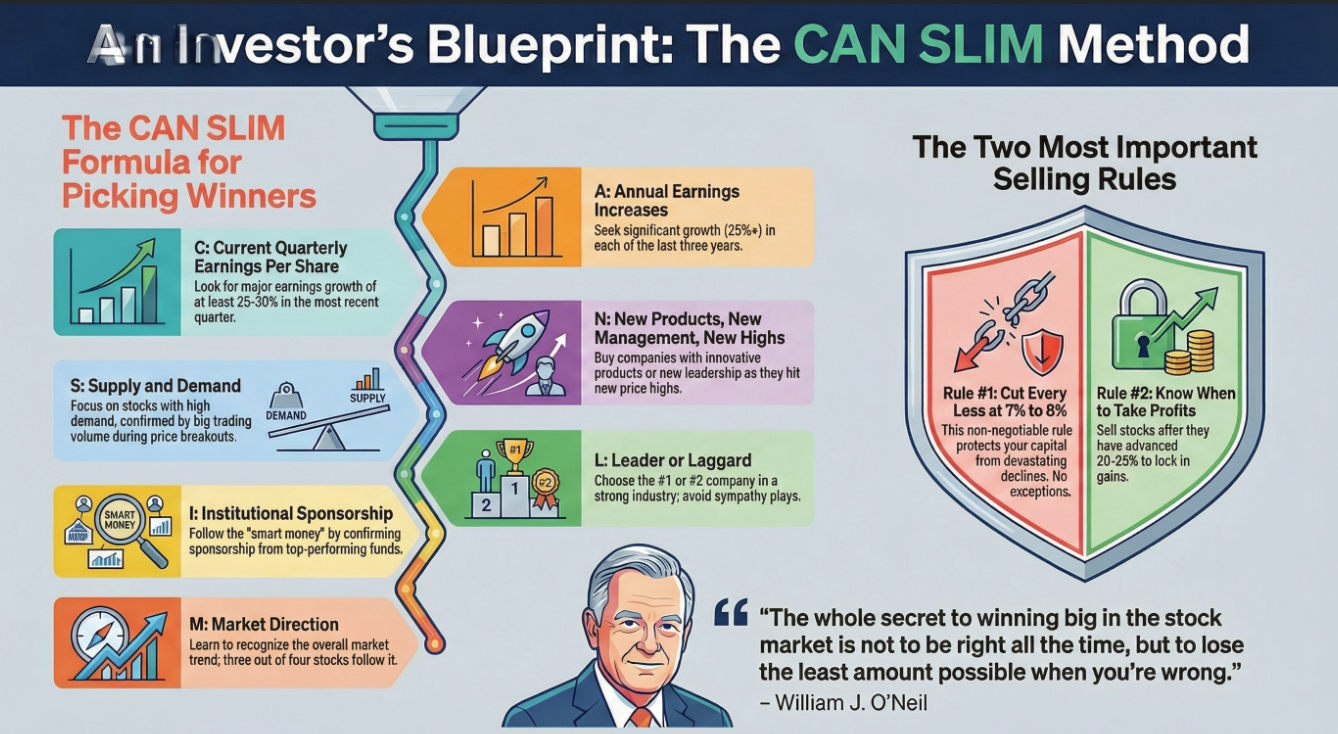 An Investor's Blueprint: The CAN SLIM Method
The CAN SLIM
Formula for
Picking Winners
C: Current Quarterly
Earnings Per Share
Look for major earnings growth of
at least 25-30% in the most recent
quarter.
A: Annual Earnings
Increases
Seek significant growth (25%+) in
each of the last three years.
N: New Products, New
Management, New Highs
Buy companies with innovative
products or new leadership as they hit
new price highs.
S: Supply and Demand
Focus on stocks with high
demand, confirmed by big trading
volume during price breakouts.
DEMAND
SUPPLY
L: Leader or Laggard
Choose the #1 or #2 company in a
strong industry; avoid sympathy plays.
#1
#2
2
1
I: Institutional Sponsorship
Follow the "smart money" by confirming
sponsorship from top-performing funds.
SMART
MONEY
M: Market Direction
Learn to recognize the overall market
trend; three out of four stocks follow it.
The Two Most Important
Selling Rules
Rule #1: Cut Every
Less at 7% to 8%
This non-negotiable rule
protects your capital
from devastating
declines. No
exceptions.
Rule #2: Know When
to Take Profits
Sell stocks after they
have advanced
20-25% to lock in
gains.
“ “The whole secret to winning big in the stock
market is not to be right all the time, but to lose
the least amount possible when you're wrong.”
– William J. O'Neil